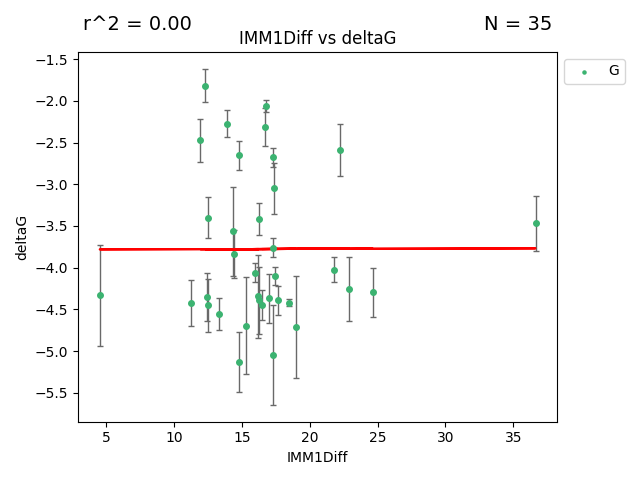 r^2 = 0.00
N = 35
IMM1Diff vs deltaG
G
−1.5
−2.0
−2.5
−3.0
−3.5
−4.0
−4.5
−5.0
−5.5
deltaG
5 10 15 20 25 30 35
IMM1Diff